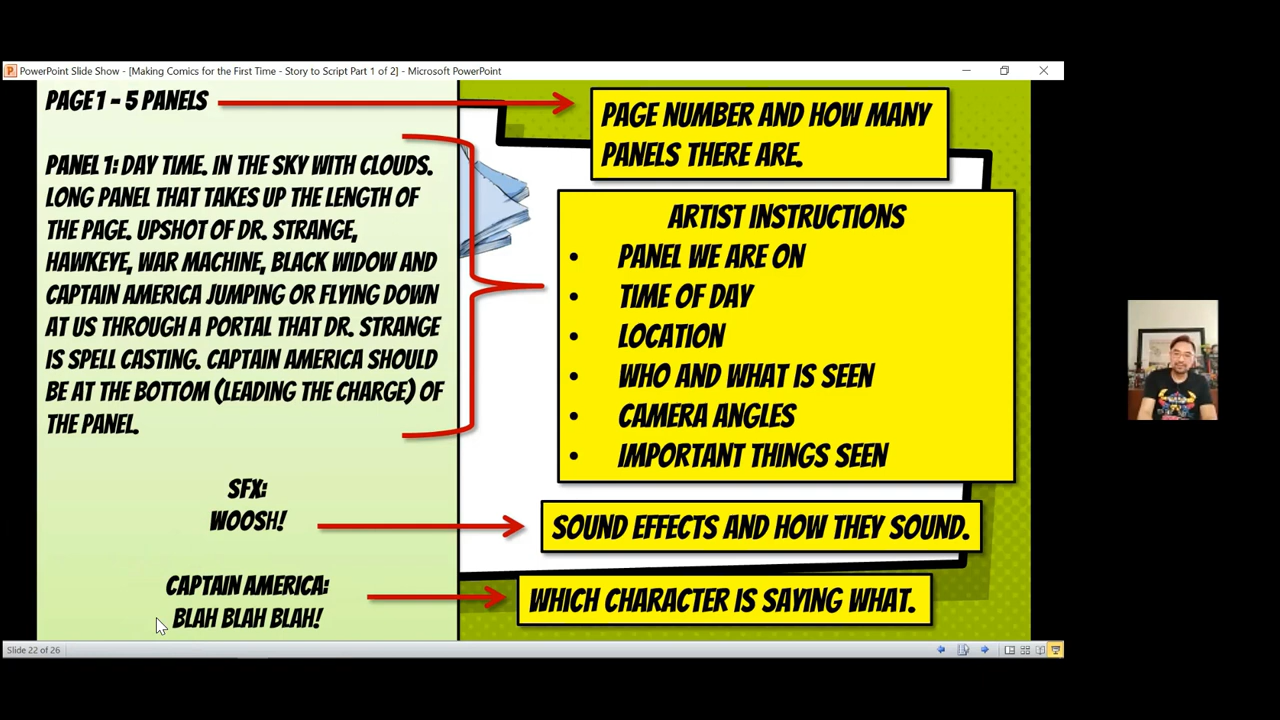 PowerPoint Slide Show - [Making Comics for the First Time - Story to Script Part 1 of 2] - Microsoft PowerPoint
PAGE 1 - 5 PANELS
PANEL 1: DAY TIME. IN THE SKY WITH CLOUDS.
LONG PANEL THAT TAKES UP THE LENGTH OF
THE PAGE. UPSHOT OF DR. STRANGE,
HAWKEYE, WAR MACHINE, BLACK WIDOW AND
CAPTAIN AMERICA JUMPING OR FLYING DOWN
AT US THROUGH A PORTAL THAT DR. STRANGE
IS SPELL CASTING. CAPTAIN AMERICA SHOULD
BE AT THE BOTTOM (LEADING THE CHARGE) OF
THE PANEL.
SFX:
WOOSH!
CAPTAIN AMERICA:
BLAH BLAH BLAH!
PAGE NUMBER AND HOW MANY
PANELS THERE ARE.
ARTIST INSTRUCTIONS
• PANEL WE ARE ON
• TIME OF DAY
• LOCATION
• WHO AND WHAT IS SEEN
• CAMERA ANGLES
• IMPORTANT THINGS SEEN
SOUND EFFECTS AND HOW THEY SOUND.
WHICH CHARACTER IS SAYING WHAT.
Slide 22 of 26